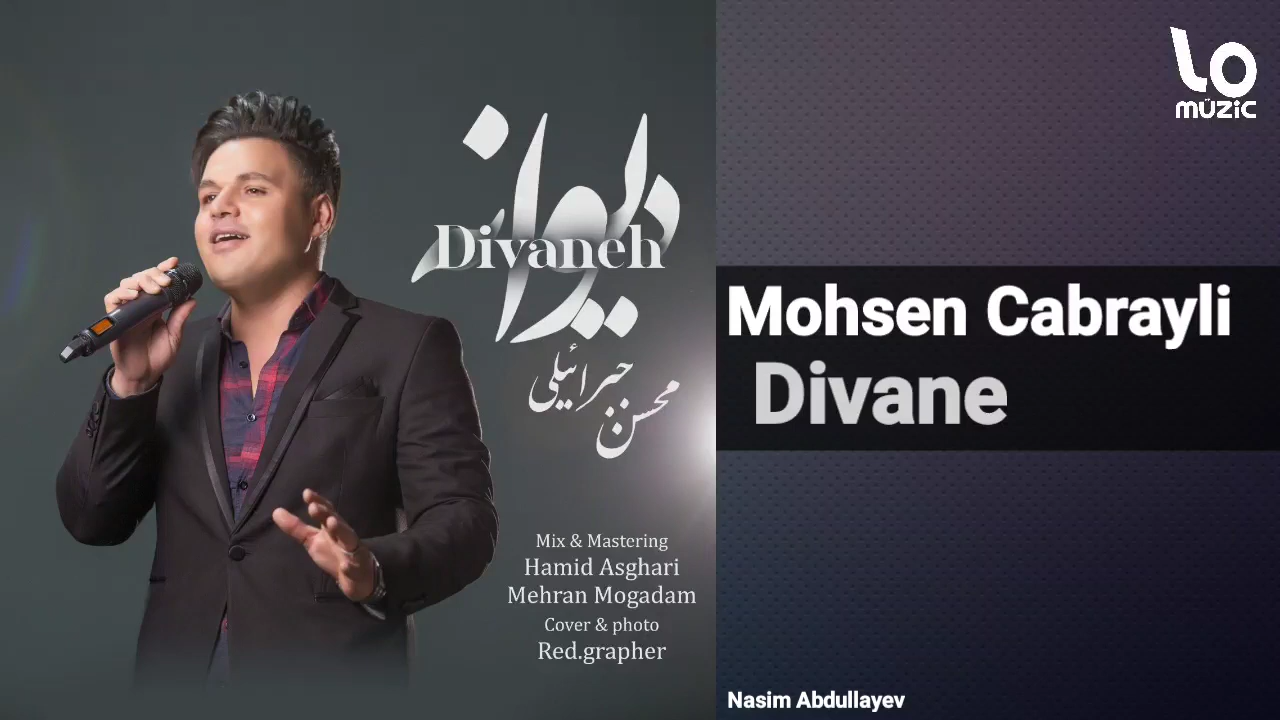 دیوانه
Divaneh
محسن جبرائیلی
Mix & Mastering
Hamid Asghari
Mehran Mogadam
Cover & photo
Red.grapher
Lo
müzic
Mohsen Cabrayli
Divane
Nasim Abdullayev